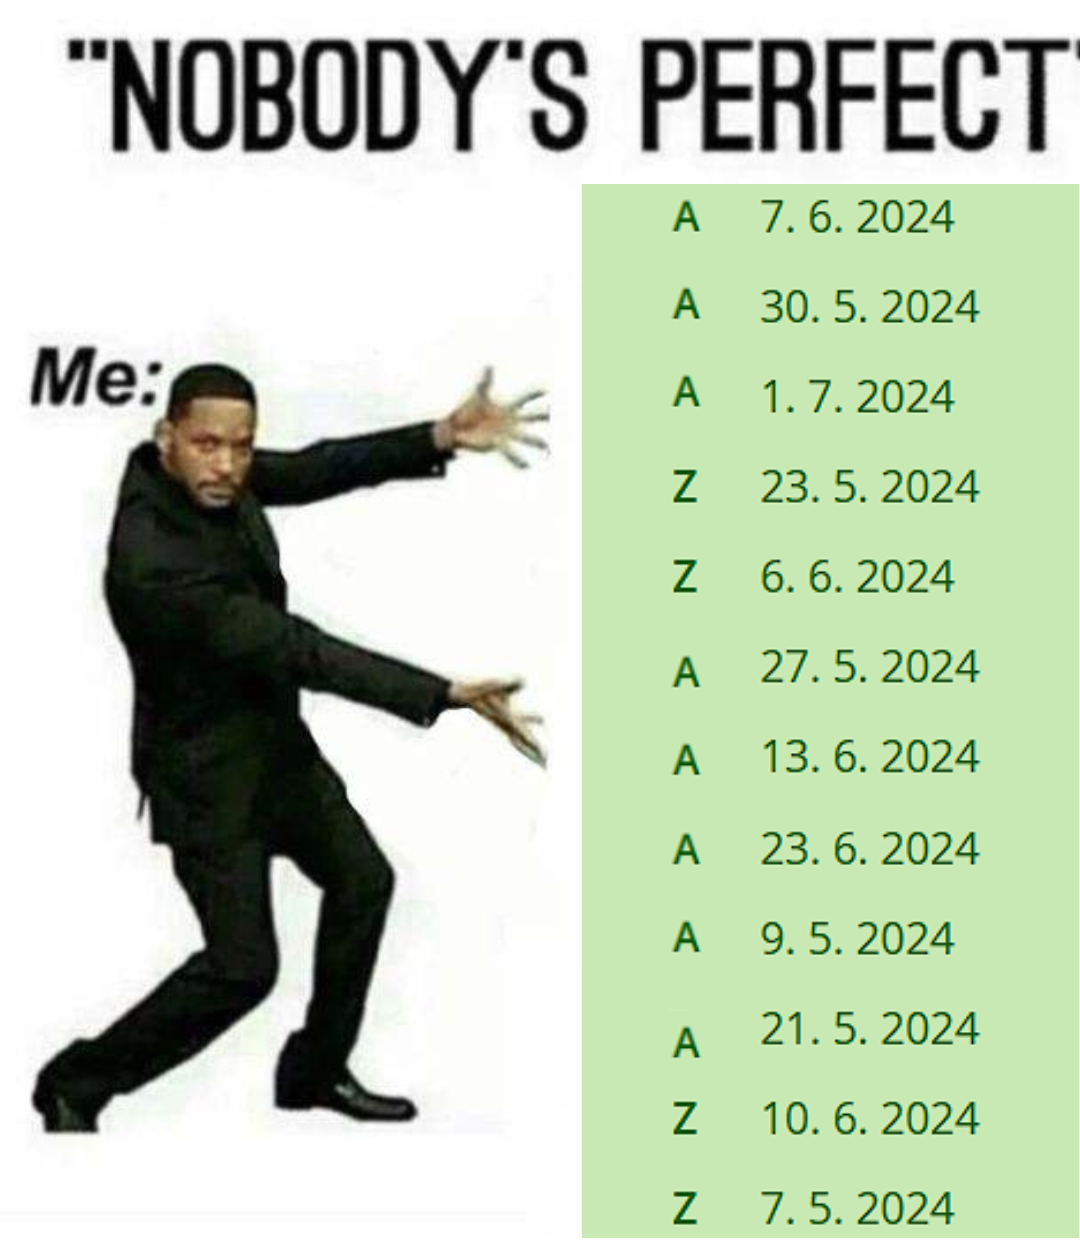 "NOBODY'S PERFECT"
Me:
A 7. 6. 2024
A 30. 5. 2024
A 1. 7. 2024
Z 23. 5. 2024
Z 6. 6. 2024
A 27. 5. 2024
A 13. 6. 2024
A 23. 6. 2024
A 9. 5. 2024
A 21. 5. 2024
Z 10. 6. 2024
Z 7. 5. 2024